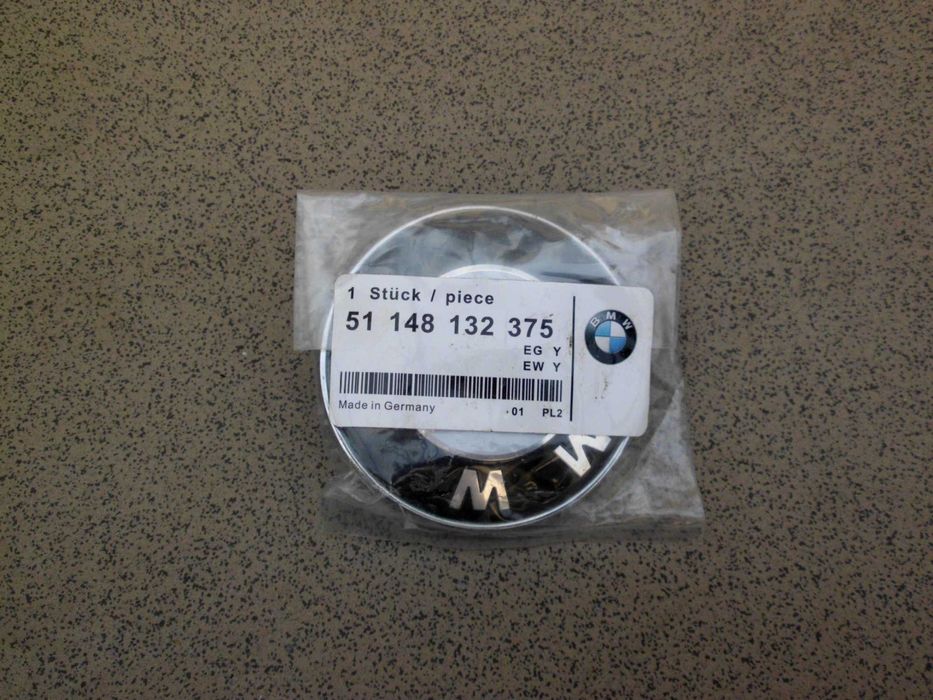 1 Stück / piece
51 148 132 375
EG Y
EW Y
Made in Germany
01 PL2
BMW
M W